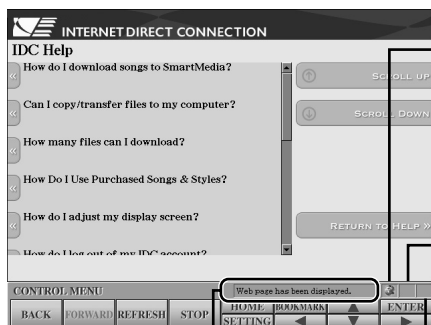 INTERNET DIRECT CONNECTION
IDC Help
How do I download songs to SmartMedia?
SCROLL UP
Can I copy/transfer files to my computer?
SCROLL DOWN
How many files can I download?
How Do I Use Purchased Songs & Styles?
How do I adjust my display screen?
RETURN TO HELP »
How do I log out of my IDC account?
CONTROL MENU
Web page has been displayed.
BACK FORWARD REFRESH STOP HOME BOOKMARK ENTER
SETTING